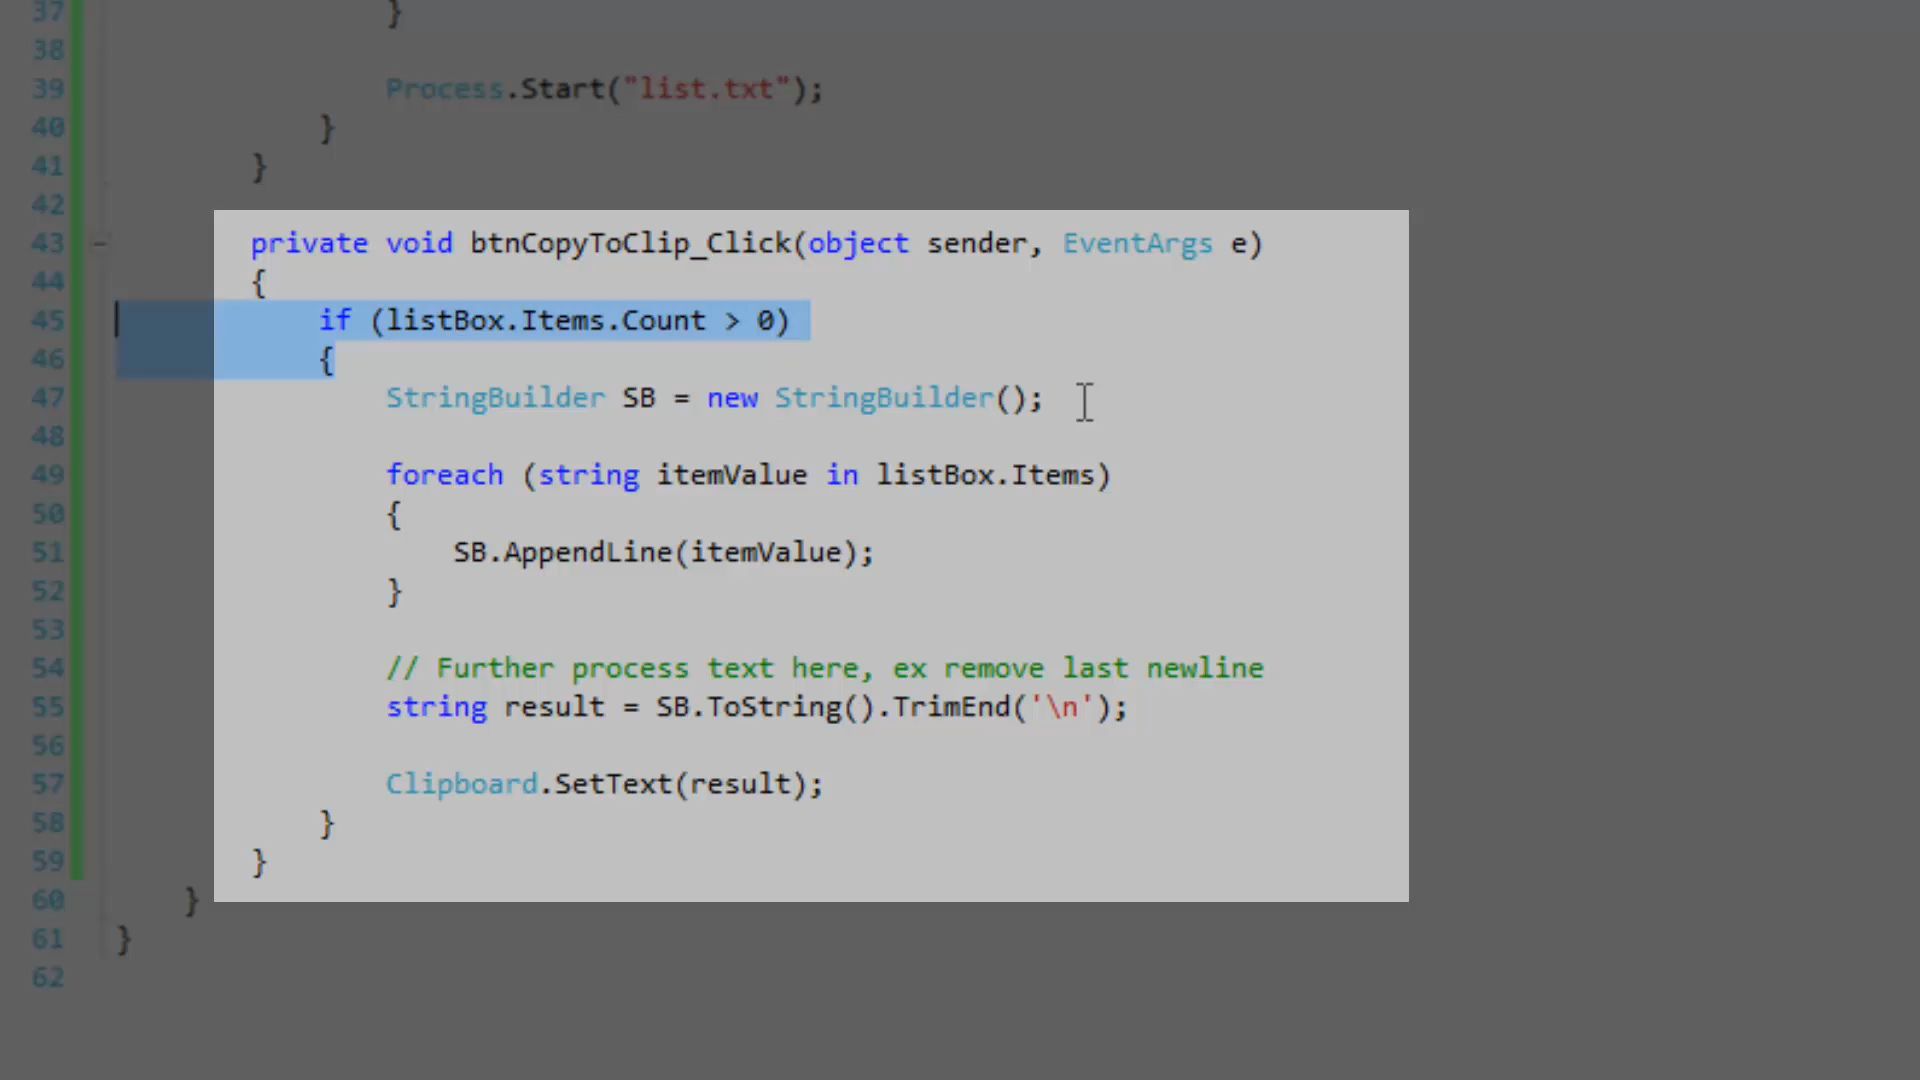 37 }
38
39 Process.Start("list.txt");
40 }
41 }
42
43 private void btnCopyToClip_Click(object sender, EventArgs e)
44 {
45 if (listBox.Items.Count > 0)
46 {
47 StringBuilder SB = new StringBuilder();
48
49 foreach (string itemValue in listBox.Items)
50 {
51 SB.AppendLine(itemValue);
52 }
53
54 // Further process text here, ex remove last newline
55 string result = SB.ToString().TrimEnd('\n');
56
57 Clipboard.SetText(result);
58 }
59 }
60 }
61 }
62